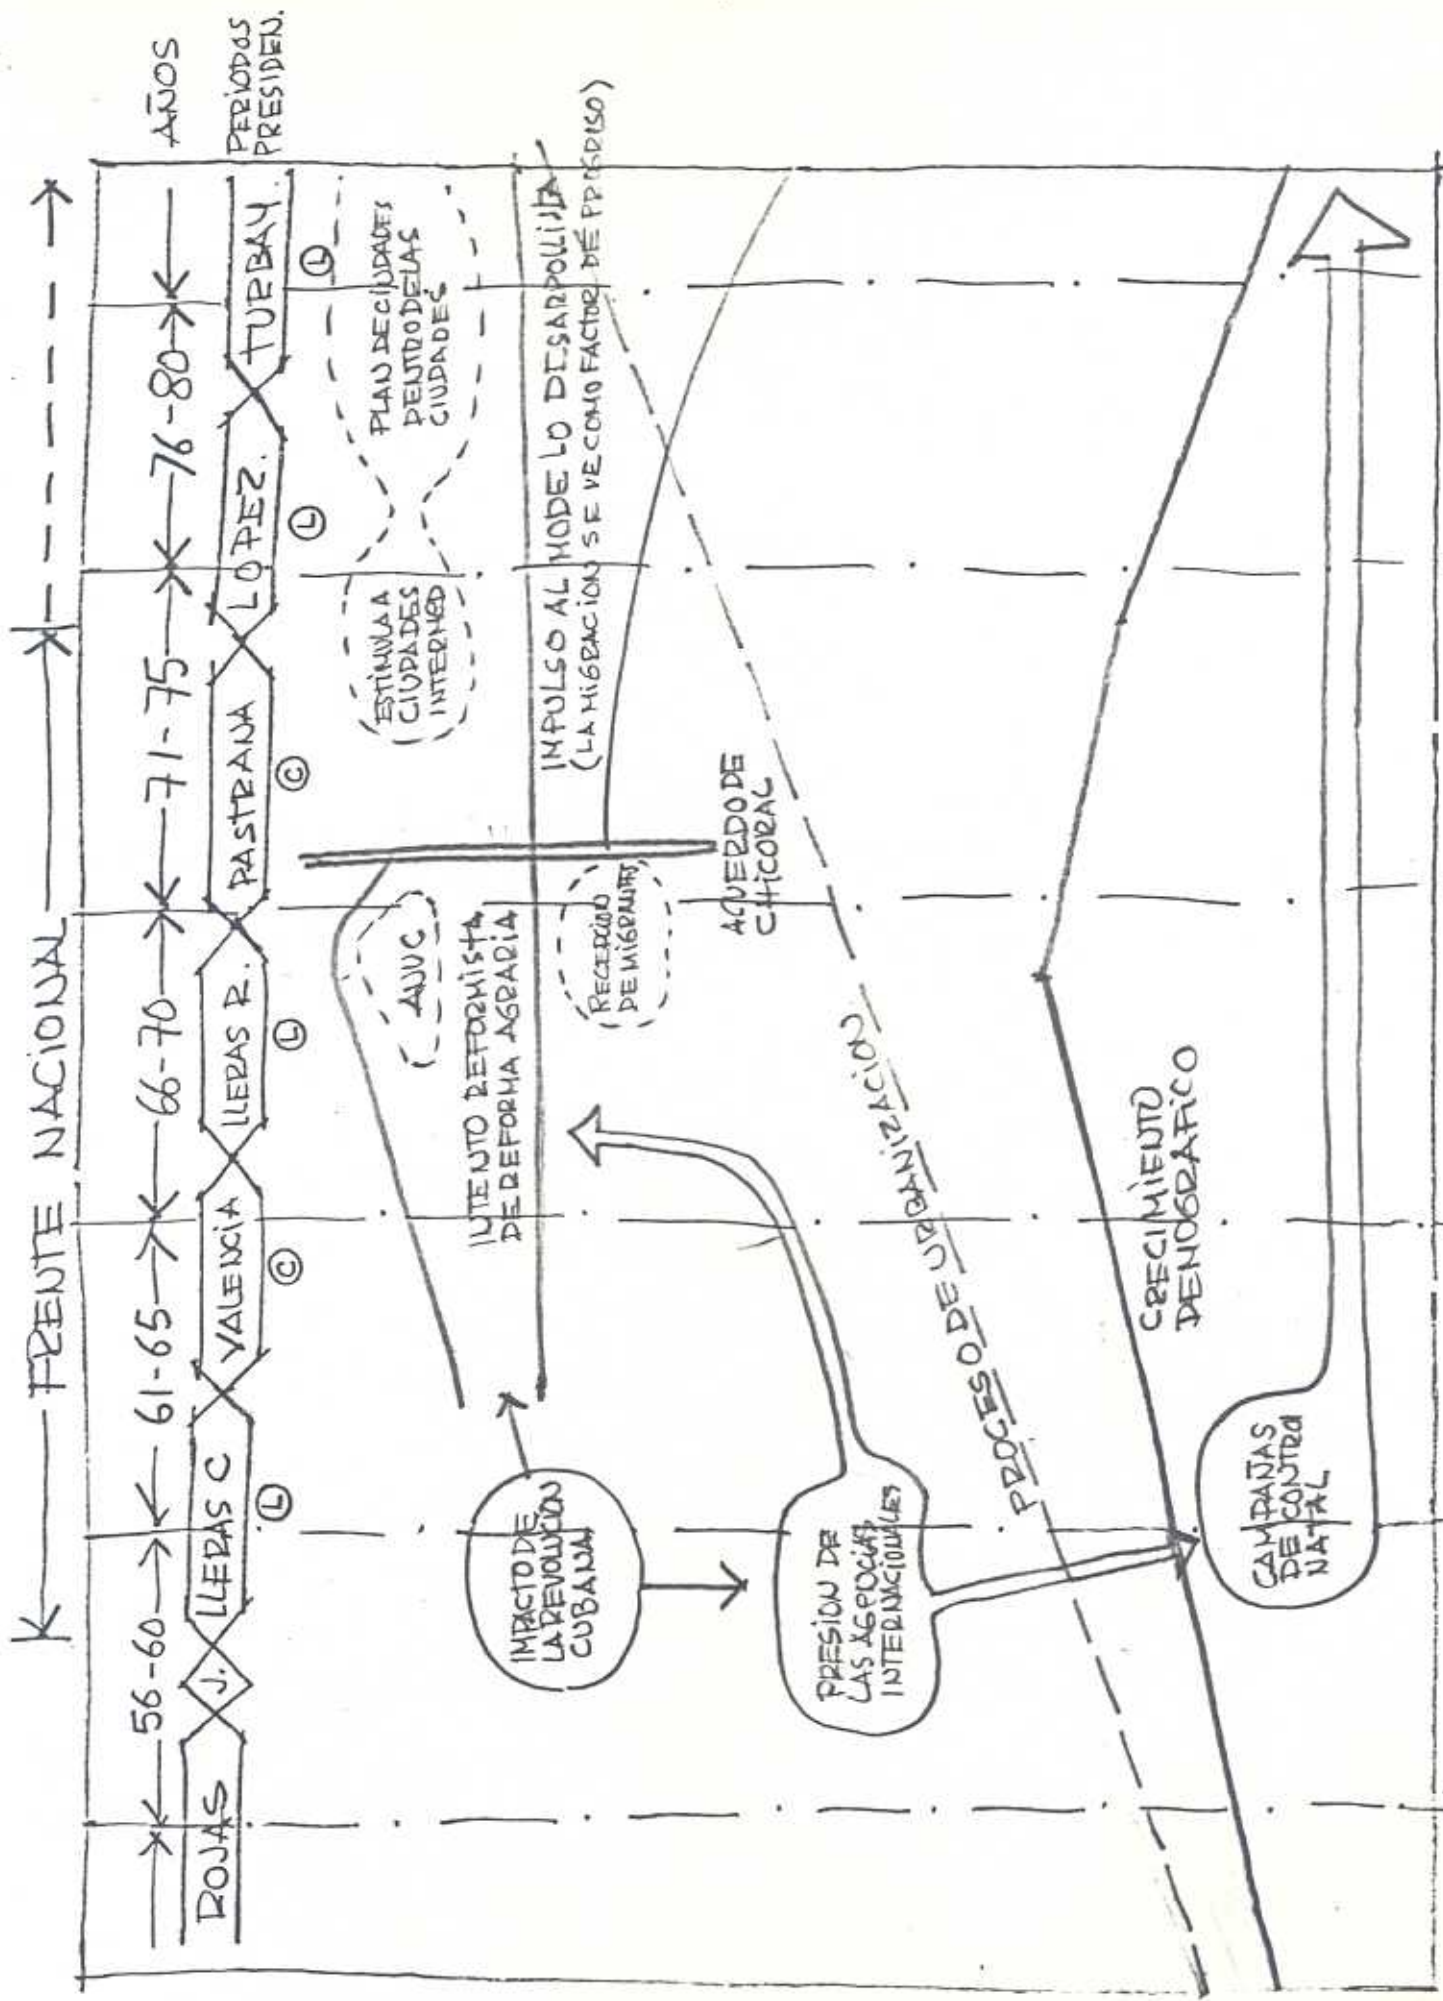 FRENTE NACIONAL
56-60
61-65
66-70
71-75
76-80
AÑOS
ROJAS
J.
LLERAS C
VALENCIA
LLERAS R.
PASTRANA
LOPEZ.
TURBAY.
PERIODOS
PRESIDEN.
L
C
L
C
L
L
IMPACTO DE
LA REVOLUCION
CUBANA
INTENTO REFORMISTA
DE REFORMA AGRARIA
ANUC
ESTIMULA A
CIUDADES
INTERMED
PLAN DE CIUDADES
DENTRO DE LAS
CIUDADES
IMPULSO AL MODELO DESARROLLISTA
(LA MIGRACION SE VE COMO FACTOR DE PROGRESO)
RECEPCION
DE MIGRANTES
ACUERDO DE
CHICORAL
PRESION DE
LAS AGENCIAS
INTERNACIONALES
PROCESO DE URBANIZACION
CRECIMIENTO
DEMOGRAFICO
CAMPAÑAS
DE CONTROL
NATAL